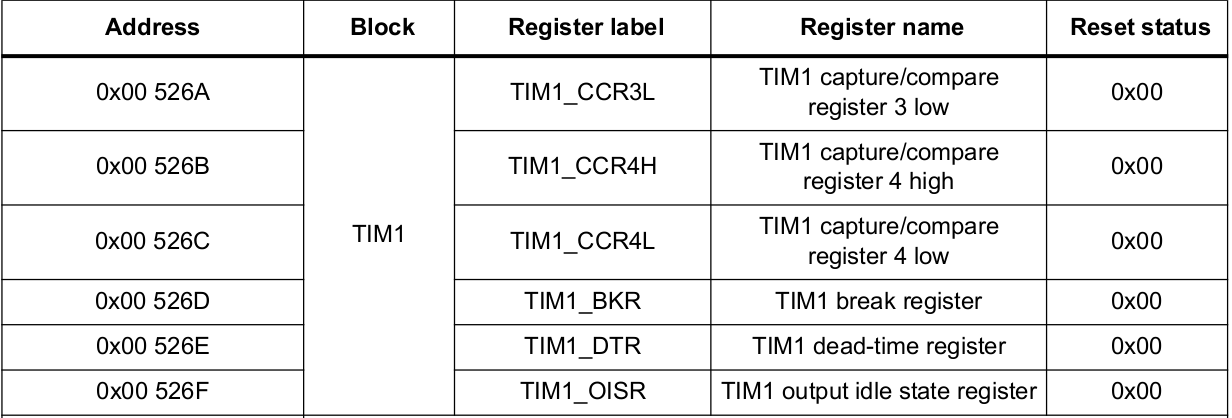 Address Block Register label Register name Reset status
0x00 526A TIM1_CCR3L TIM1 capture/compare register 3 low 0x00
0x00 526B TIM1_CCR4H TIM1 capture/compare register 4 high 0x00
TIM1
0x00 526C TIM1_CCR4L TIM1 capture/compare register 4 low 0x00
0x00 526D TIM1_BKR TIM1 break register 0x00
0x00 526E TIM1_DTR TIM1 dead-time register 0x00
0x00 526F TIM1_OISR TIM1 output idle state register 0x00